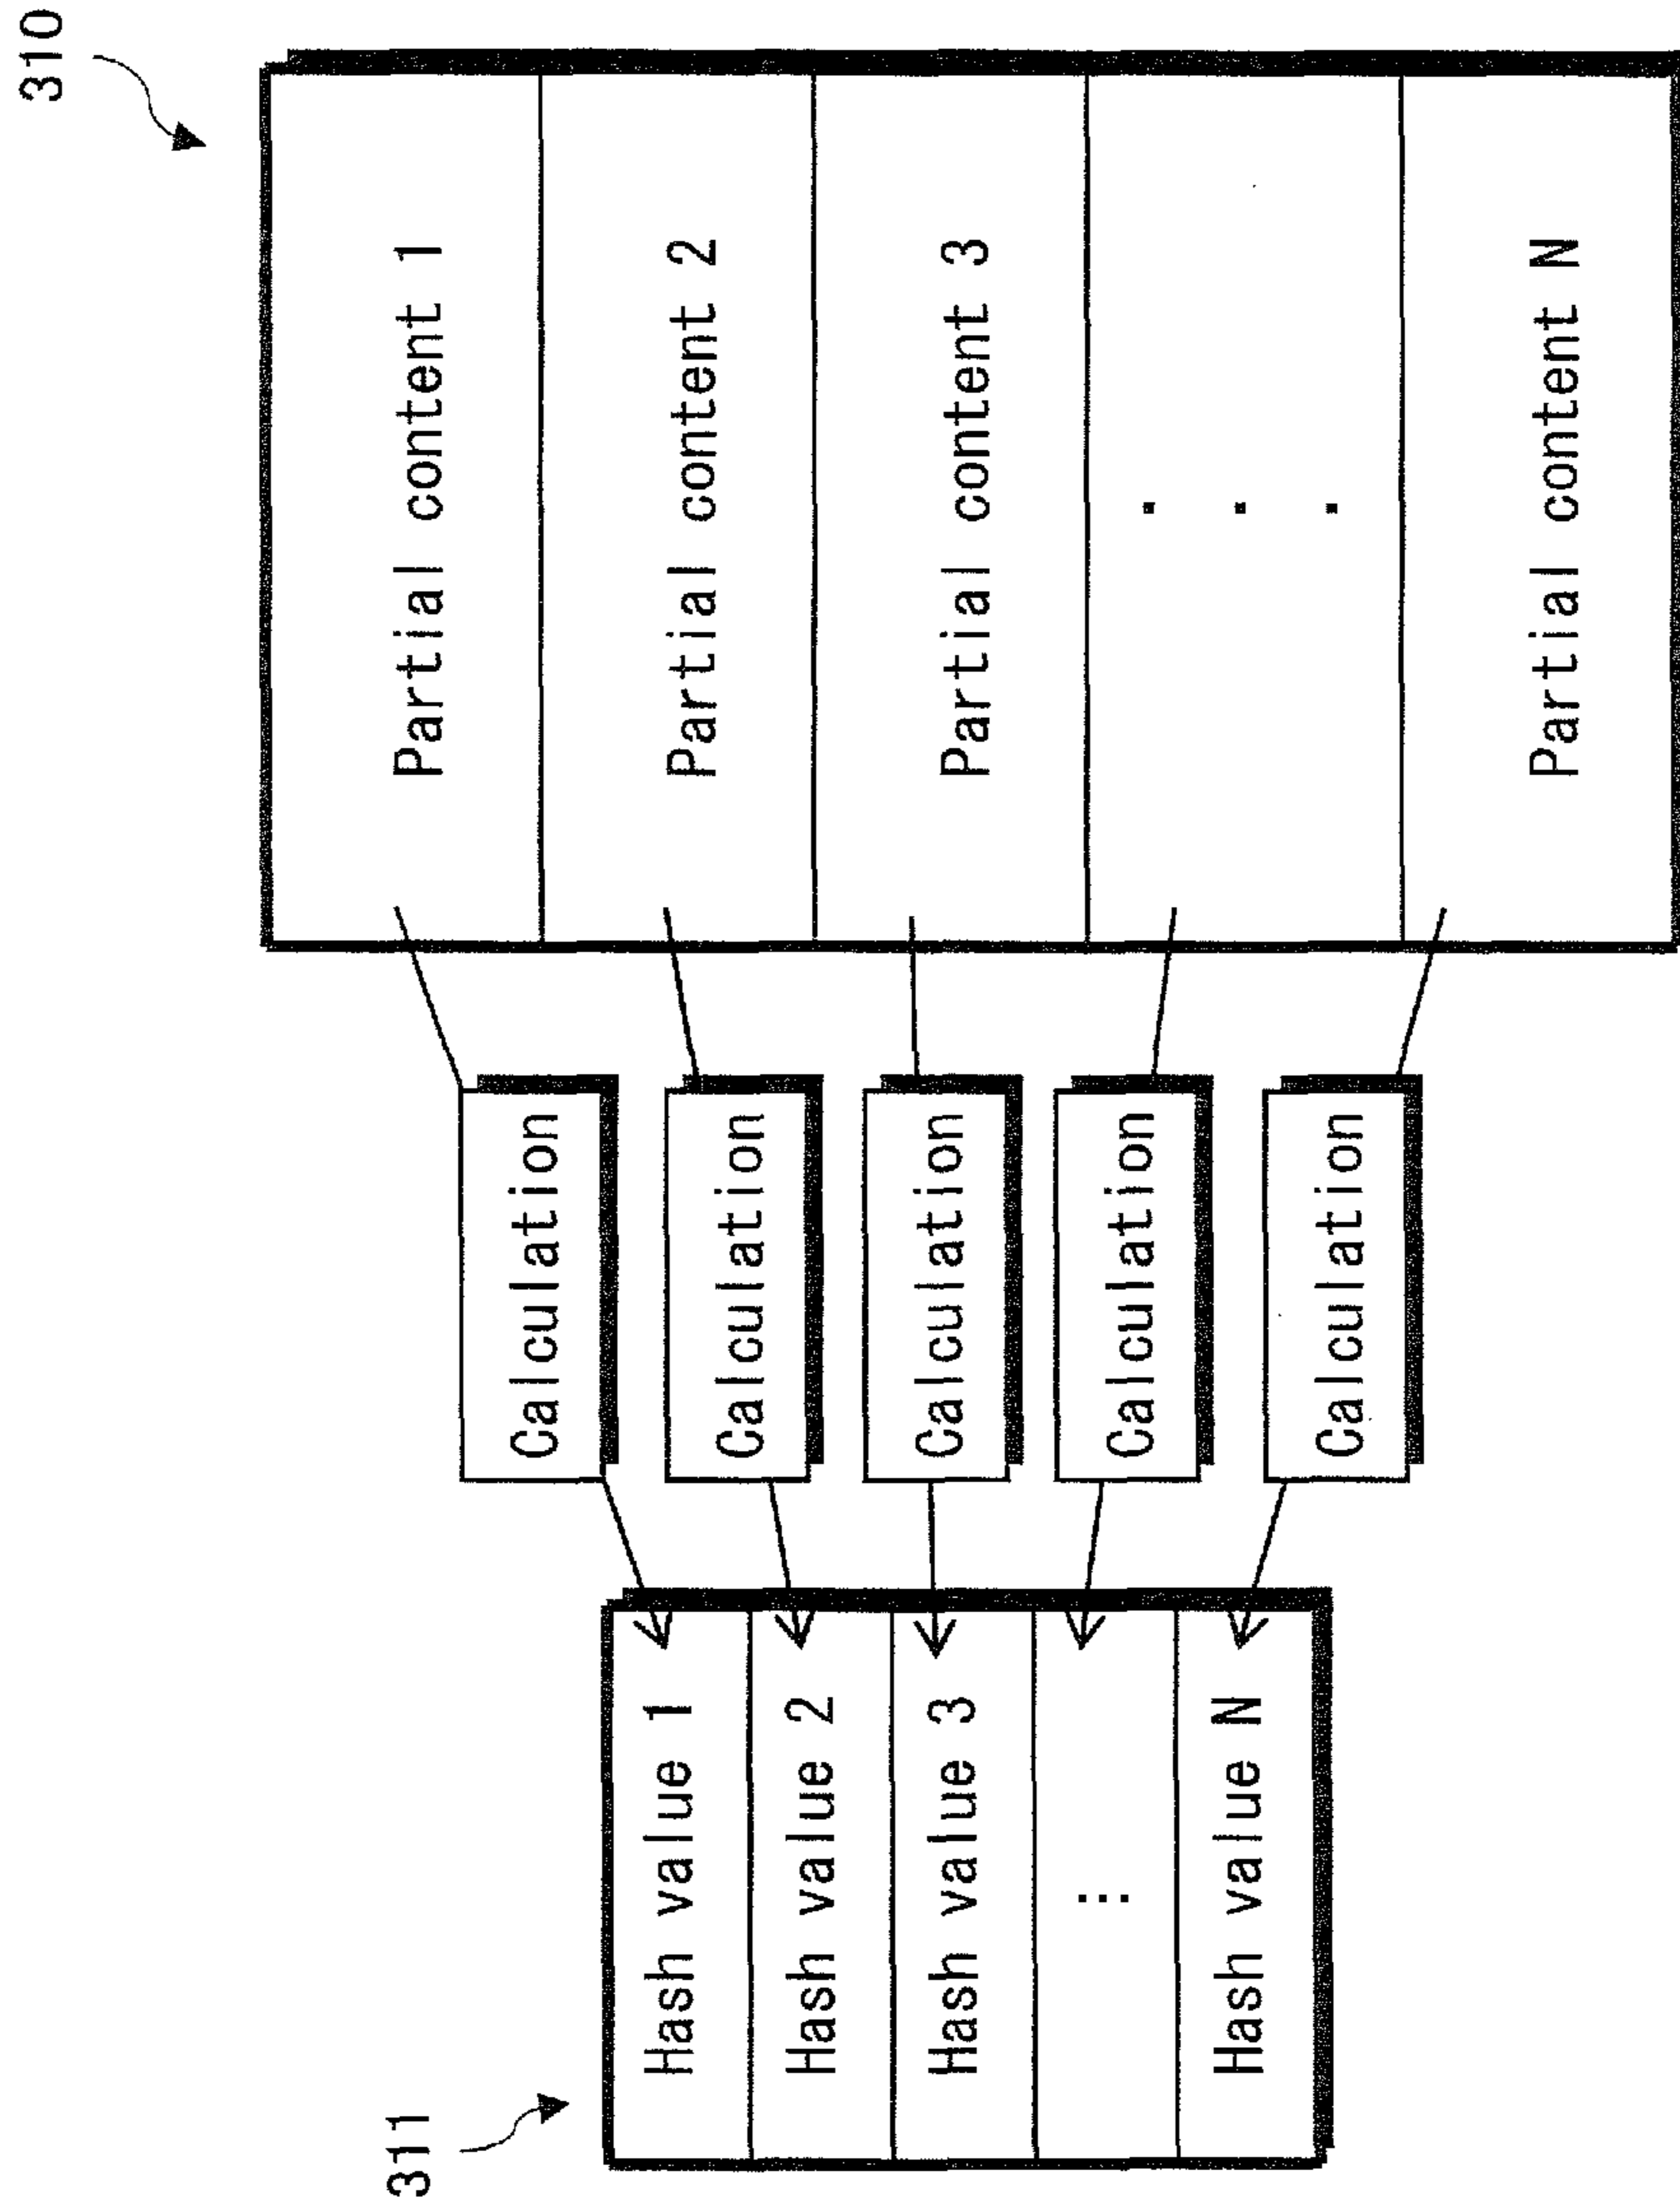 310
Partial content 1
Partial content 2
Partial content 3
. . .
Partial content N
Calculation
Calculation
Calculation
Calculation
Calculation
311
Hash value 1
Hash value 2
Hash value 3
...
Hash value N